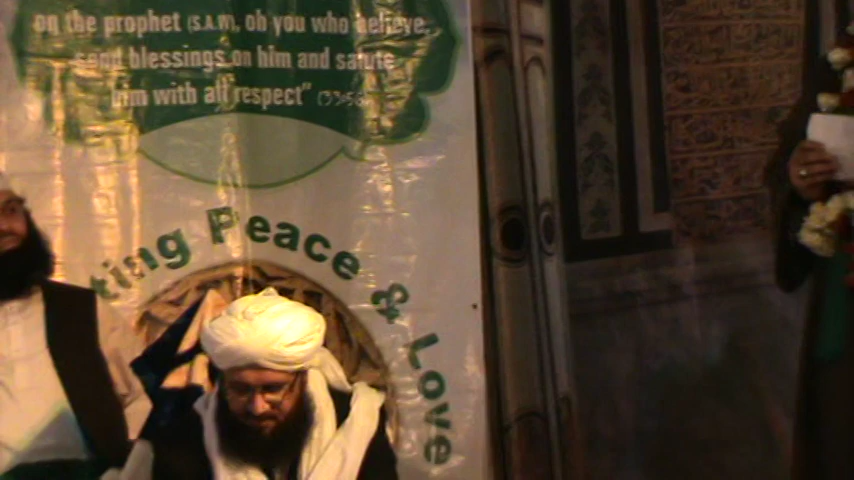 on the prophet (S.A.W), oh you who believe,
send blessings on him and salute
him with all respect" (33:56)
ting Peace & Love